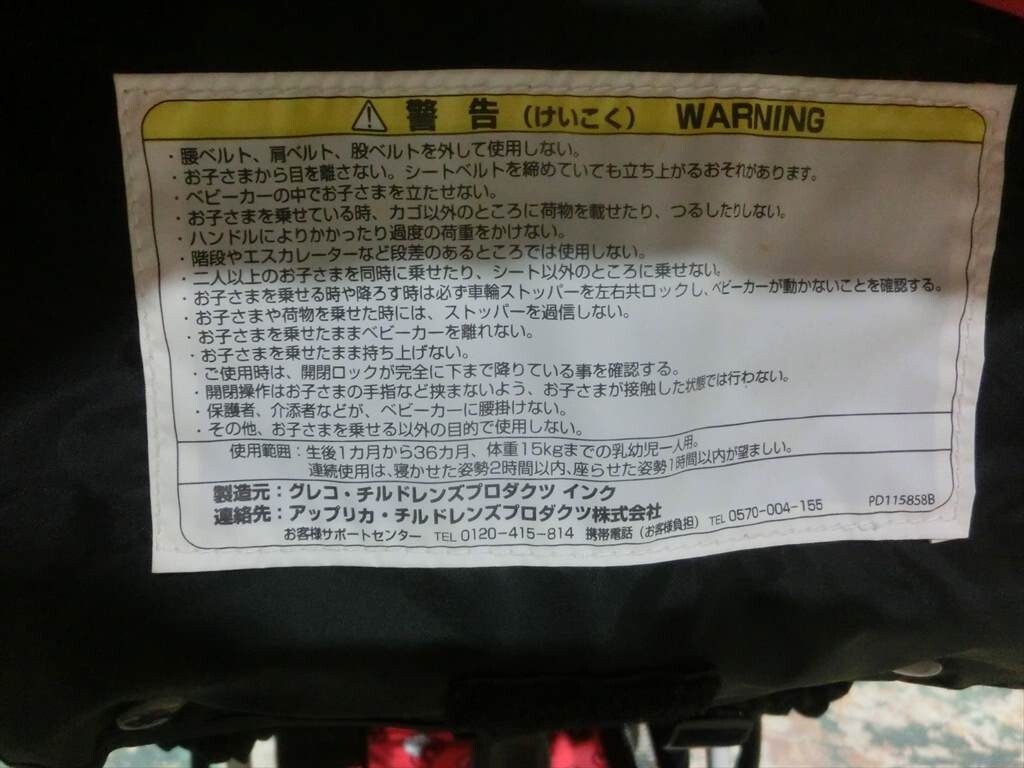 ⚠ 警告 (けいこく) WARNING
・腰ベルト、肩ベルト、股ベルトを外して使用しない。
・お子さまから目を離さない。シートベルトを締めていても立ち上がるおそれがあります。
・ベビーカーの中でお子さまを立たせない。
・お子さまを乗せている時、カゴ以外のところに荷物を載せたり、つるしたりしない。
・ハンドルによりかかったり過度の荷重をかけない。
・階段やエスカレーターなど段差のあるところでは使用しない。
・二人以上のお子さまを同時に乗せたり、シート以外のところに乗せない。
・お子さまを乗せる時や降ろす時は必ず車輪ストッパーを左右共ロックし、ベビーカーが動かないことを確認する。
・お子さまや荷物を乗せた時には、ストッパーを過信しない。
・お子さまを乗せたままベビーカーを離れない。
・お子さまを乗せたまま持ち上げない。
・ご使用時は、開閉ロックが完全に下まで降りている事を確認する。
・開閉操作はお子さまの手指など挟まないよう、お子さまが接触した状態では行わない。
・保護者、介添者などが、ベビーカーに腰掛けない。
・その他、お子さまを乗せる以外の目的で使用しない。
使用範囲：生後1カ月から36カ月、体重15kgまでの乳幼児一人用。
連続使用は、寝かせた姿勢2時間以内、座らせた姿勢1時間以内が望ましい。
製造元：グレコ・チルドレンズプロダクツ インク
連絡先：アップリカ・チルドレンズプロダクツ株式会社 PD115858B
お客様サポートセンター TEL 0120-415-814 携帯電話（お客様負担）TEL 0570-004-155